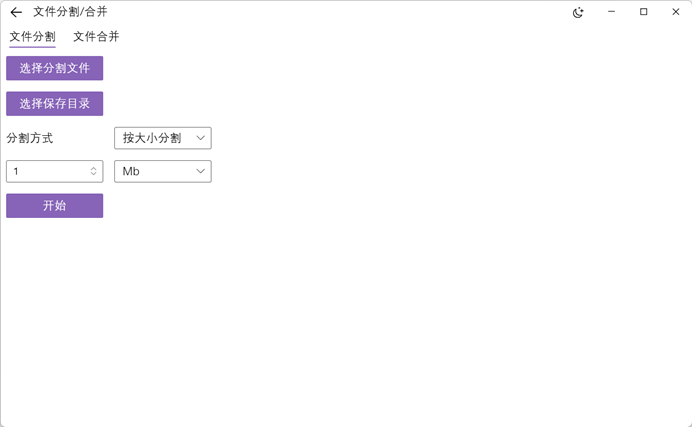 文件分割/合并
文件分割 文件合并
选择分割文件
选择保存目录
分割方式 按大小分割
1 Mb
开始